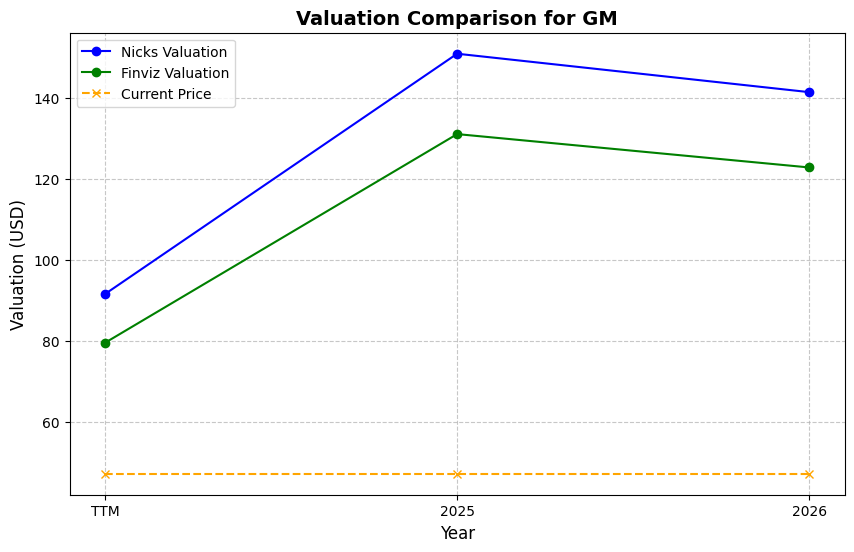 Valuation Comparison for GM
Nicks Valuation
Finviz Valuation
Current Price
Valuation (USD)
140
120
100
80
60
TTM
2025
2026
Year